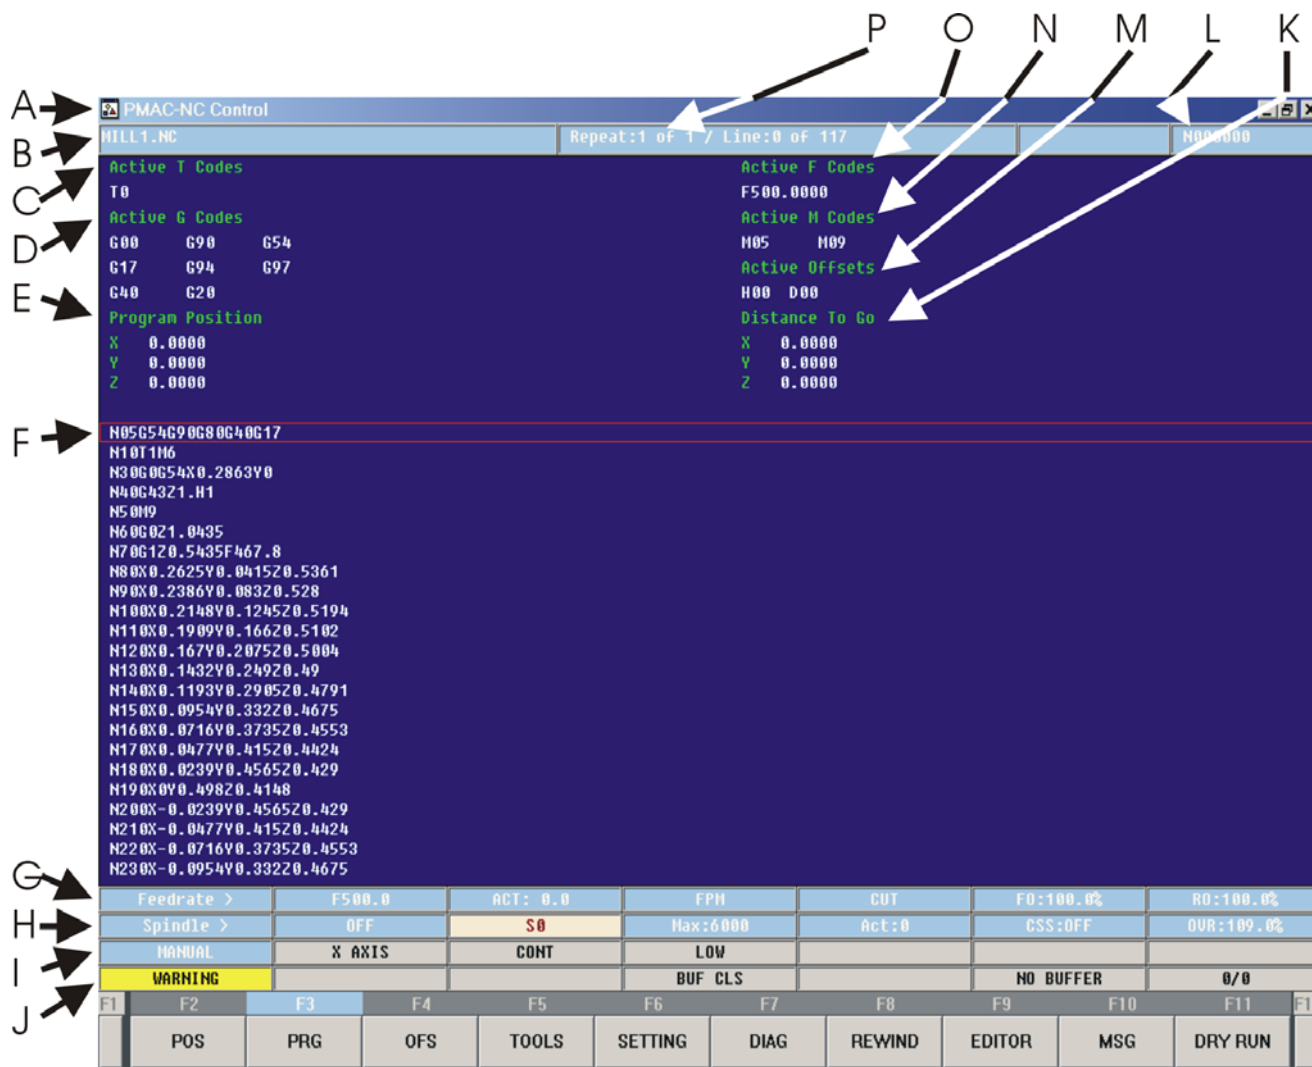 P O N M L K
A PMAC-NC Control
B MILL1.NC Repeat:1 of 1 / Line:0 of 117 N000000
C Active T Codes Active F Codes
T0 F500.0000
D Active G Codes Active M Codes
G00 G90 G54 M05 M09
G17 G94 G97 Active Offsets
G40 G20 H00 D00
E Program Position Distance To Go
X 0.0000 X 0.0000
Y 0.0000 Y 0.0000
Z 0.0000 Z 0.0000
F N05G54G90G80G40G17
N10T1M6
N30G0G54X0.2863Y0
N40G43Z1.H1
N50M9
N60G0Z1.0435
N70G1Z0.5435F467.8
N80X0.2625Y0.0415Z0.5361
N90X0.2386Y0.083Z0.528
N100X0.2148Y0.1245Z0.5194
N110X0.1909Y0.166Z0.5102
N120X0.167Y0.2075Z0.5004
N130X0.1432Y0.249Z0.49
N140X0.1193Y0.2905Z0.4791
N150X0.0954Y0.332Z0.4675
N160X0.0716Y0.3735Z0.4553
N170X0.0477Y0.415Z0.4424
N180X0.0239Y0.4565Z0.429
N190X0Y0.498Z0.4148
N200X-0.0239Y0.4565Z0.429
N210X-0.0477Y0.415Z0.4424
N220X-0.0716Y0.3735Z0.4553
N230X-0.0954Y0.332Z0.4675
G Feedrate > F500.0 ACT: 0.0 FPM CUT FO:100.0% RO:100.0%
H Spindle > OFF S0 Max:6000 Act:0 CSS:OFF OVR:109.0%
I MANUAL X AXIS CONT LOW
J WARNING BUF CLS NO BUFFER 0/0
F1 F2 F3 F4 F5 F6 F7 F8 F9 F10 F11 F1
POS PRG OFS TOOLS SETTING DIAG REWIND EDITOR MSG DRY RUN